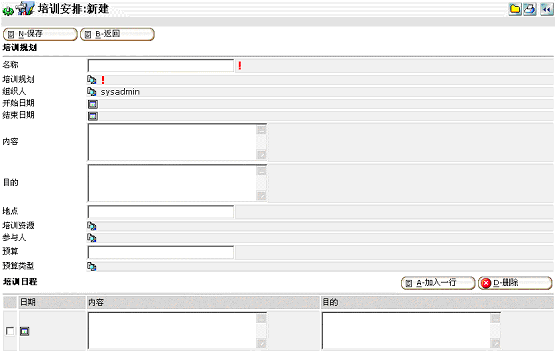 培训安排:新建
N-保存 B-返回
培训规划
名称 !
培训规划 !
组织人 sysadmin
开始日期
结束日期
内容
目的
地点
培训资源
参与人
预算
预算类型
培训日程 A-加入一行 D-删除
日期 内容 目的